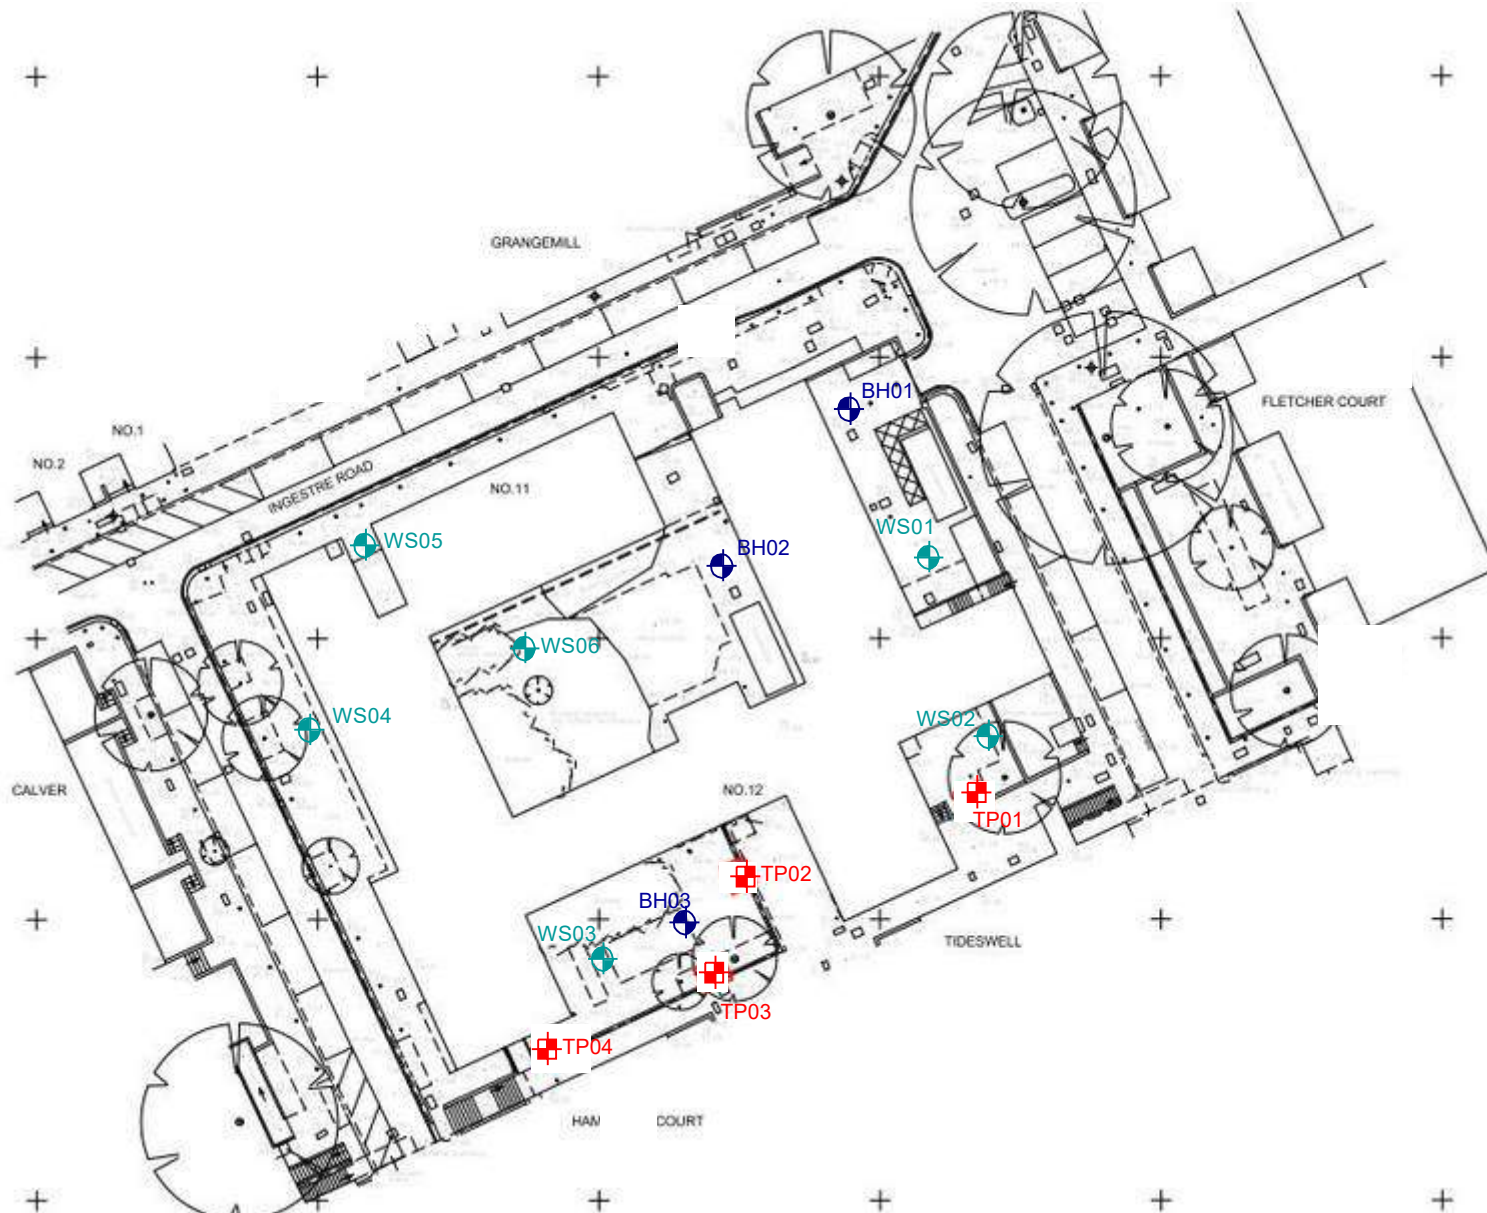 GRANGEMILL
BH01
FLETCHER COURT
NO.1
NO.2
INGESTRE ROAD
NO.11
WS01
WS05
BH02
WS06
WS04
WS02
CALVER
NO.12
TP01
TP02
BH03
WS03
TIDESWELL
TP03
TP04
HAM COURT